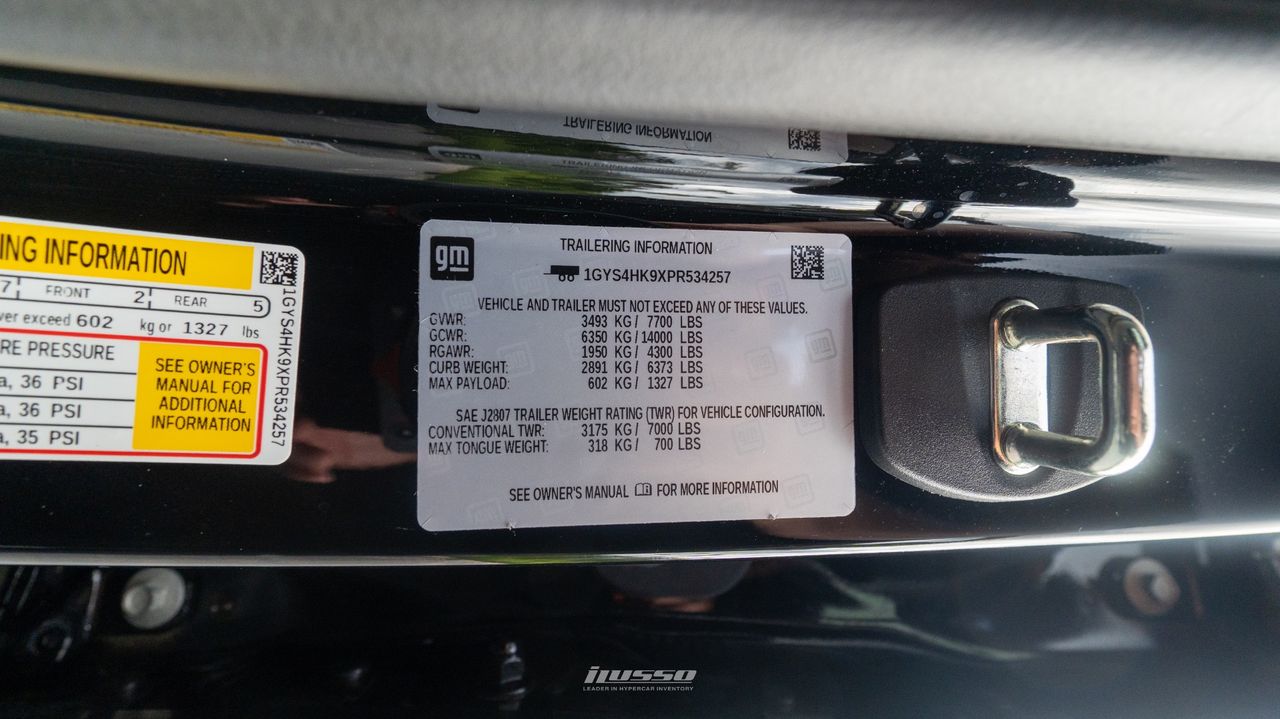 TRAILERING INFORMATION
NG INFORMATION
7 FRONT 2 REAR 5
ver exceed 602 kg or 1327 lbs
RE PRESSURE
a, 36 PSI
a, 36 PSI
a, 35 PSI
SEE OWNER'S
MANUAL FOR
ADDITIONAL
INFORMATION
1GYS4HK9XPR534257
gm
TRAILERING INFORMATION
1GYS4HK9XPR534257
VEHICLE AND TRAILER MUST NOT EXCEED ANY OF THESE VALUES.
GVWR: 3493 KG / 7700 LBS
GCWR: 6350 KG / 14000 LBS
RGAWR: 1950 KG / 4300 LBS
CURB WEIGHT: 2891 KG / 6373 LBS
MAX PAYLOAD: 602 KG / 1327 LBS
SAE J2807 TRAILER WEIGHT RATING (TWR) FOR VEHICLE CONFIGURATION.
CONVENTIONAL TWR: 3175 KG / 7000 LBS
MAX TONGUE WEIGHT: 318 KG / 700 LBS
SEE OWNER'S MANUAL FOR MORE INFORMATION
ilusso
LEADER IN HYPERCAR INVENTORY